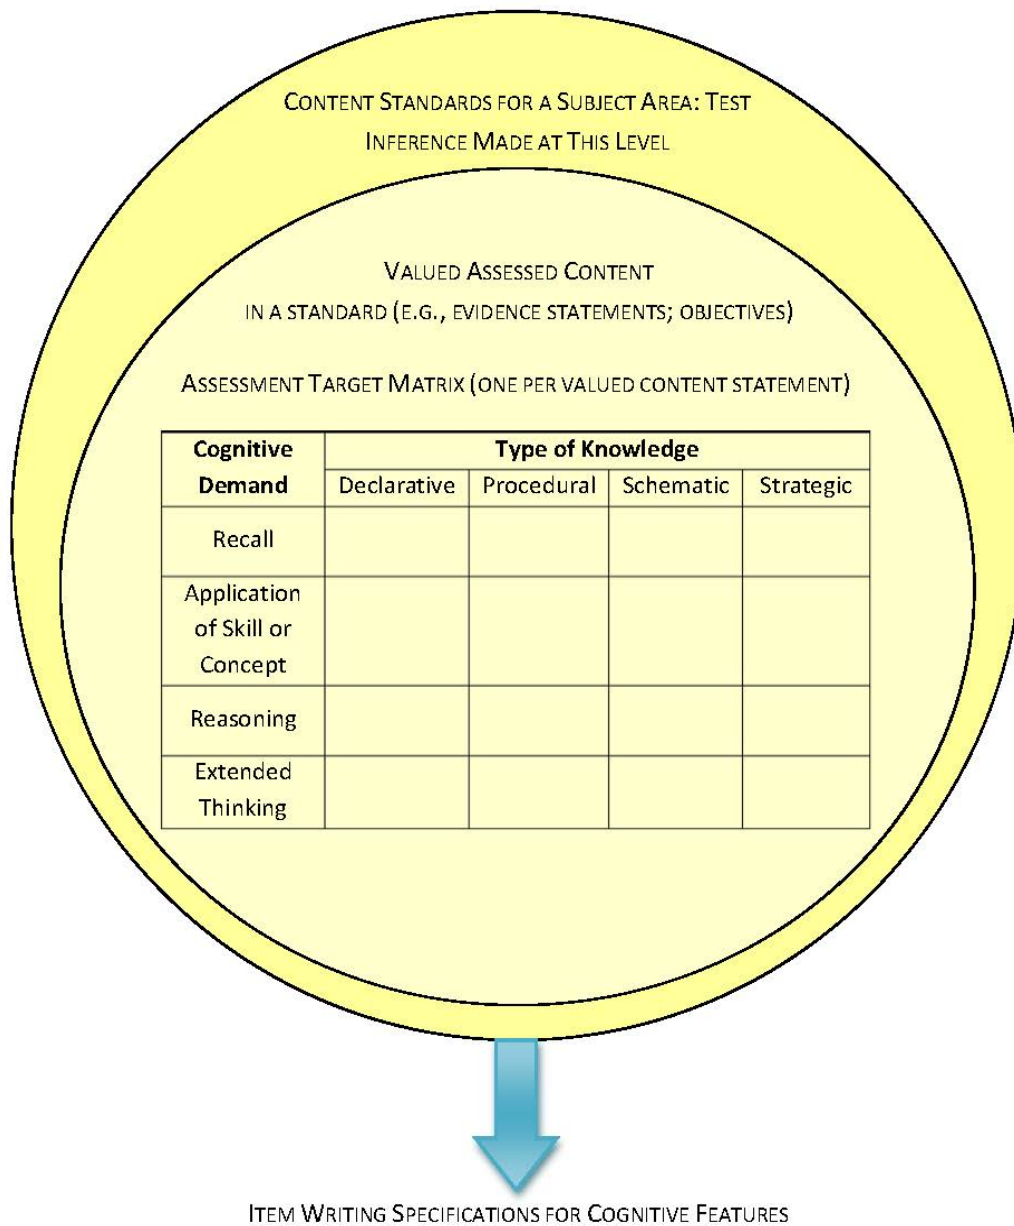 CONTENT STANDARDS FOR A SUBJECT AREA: TEST
INFERENCE MADE AT THIS LEVEL
VALUED ASSESSED CONTENT
IN A STANDARD (E.G., EVIDENCE STATEMENTS; OBJECTIVES)
ASSESSMENT TARGET MATRIX (ONE PER VALUED CONTENT STATEMENT)
Cognitive Demand Type of Knowledge
Declarative Procedural Schematic Strategic
Recall
Application
of Skill or
Concept
Reasoning
Extended
Thinking
ITEM WRITING SPECIFICATIONS FOR COGNITIVE FEATURES